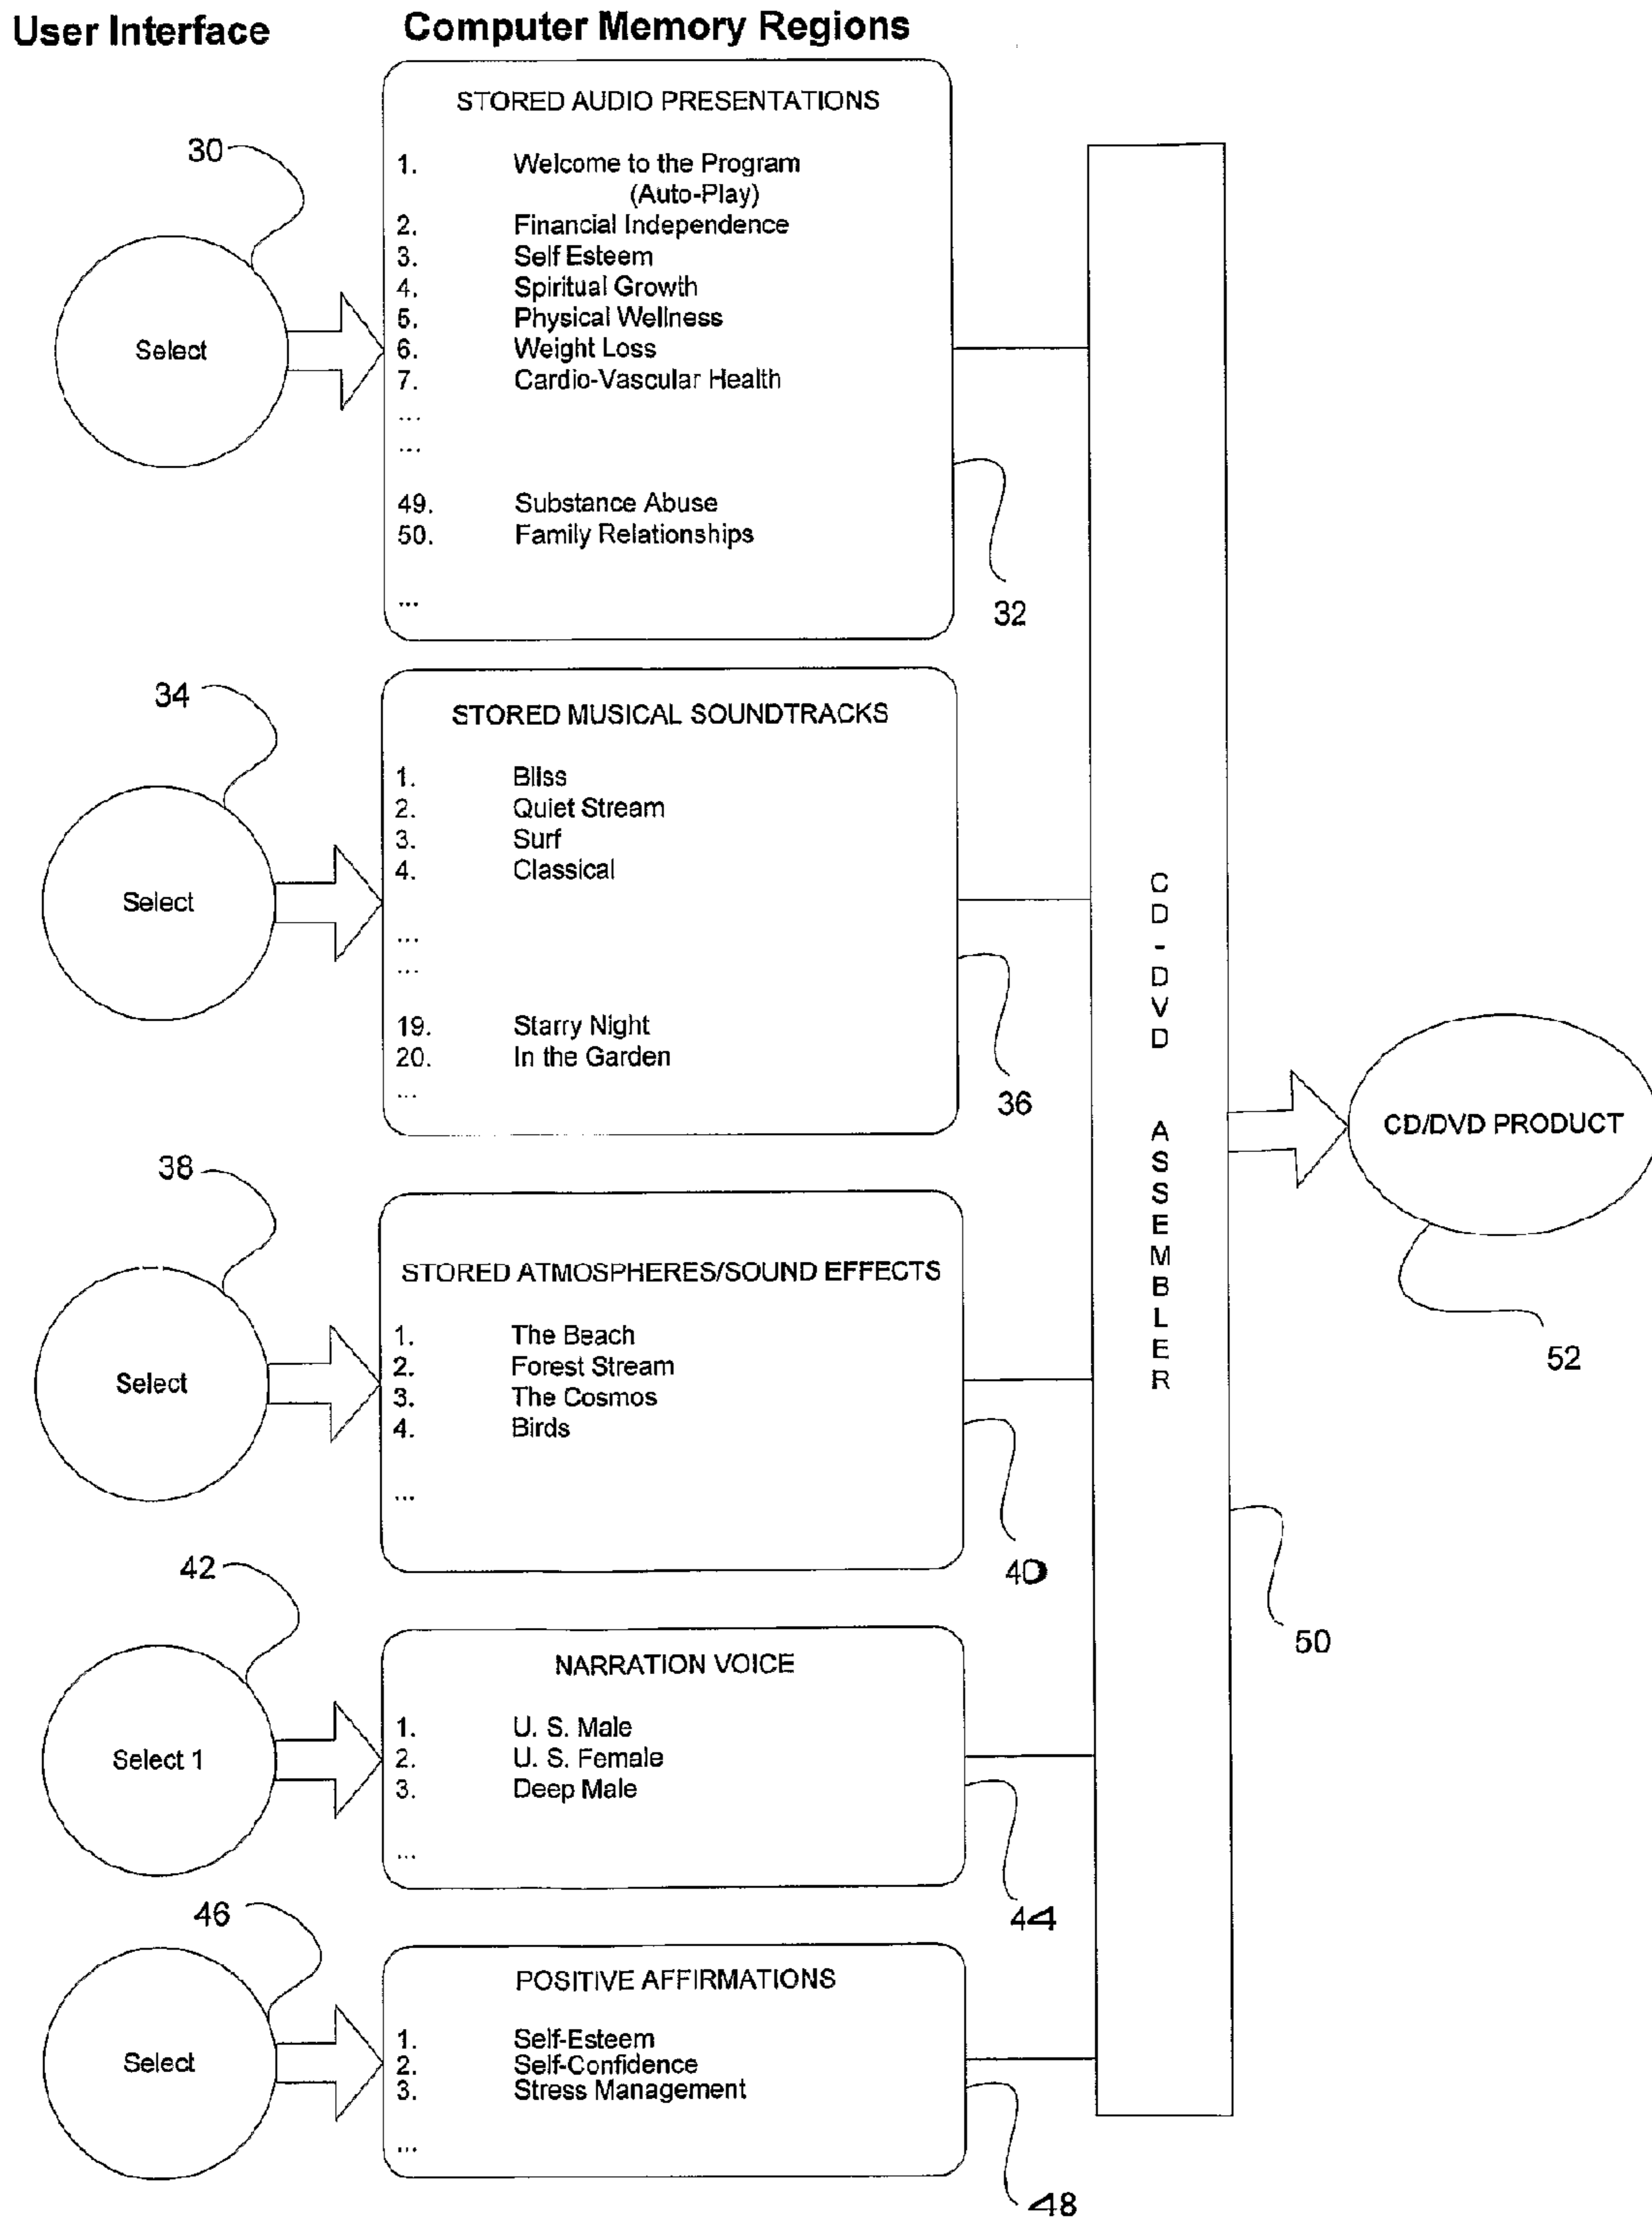 User Interface
Computer Memory Regions
STORED AUDIO PRESENTATIONS
30
1. Welcome to the Program
(Auto-Play)
2. Financial Independence
3. Self Esteem
4. Spiritual Growth
5. Physical Wellness
6. Weight Loss
7. Cardio-Vascular Health
...
...
49. Substance Abuse
50. Family Relationships
...
Select
32
34
STORED MUSICAL SOUNDTRACKS
1. Bliss
2. Quiet Stream
3. Surf
4. Classical
...
...
19. Starry Night
20. In the Garden
...
Select
36
38
STORED ATMOSPHERES/SOUND EFFECTS
1. The Beach
2. Forest Stream
3. The Cosmos
4. Birds
...
Select
40
42
NARRATION VOICE
1. U. S. Male
2. U. S. Female
3. Deep Male
...
Select 1
44
46
POSITIVE AFFIRMATIONS
1. Self-Esteem
2. Self-Confidence
3. Stress Management
...
Select
48
CD-DVD ASSEMBLER
50
CD/DVD PRODUCT
52